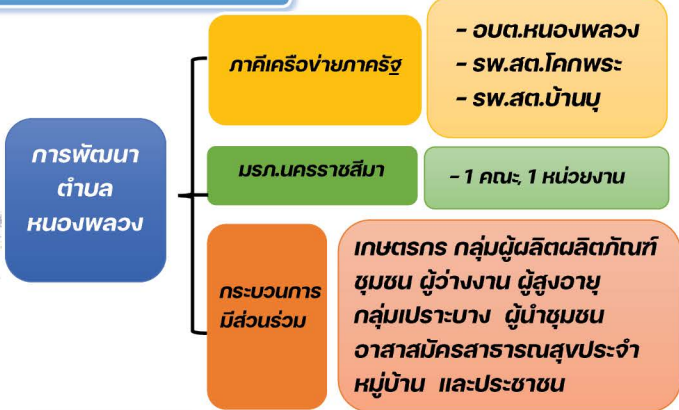 การพัฒนา
ตำบล
หนองพลวง
ภาคีเครือข่ายภาครัฐ
- อบต.หนองพลวง
- รพ.สต.โคกพระ
- รพ.สต.บ้านบุ
มรภ.นครราชสีมา
- 1 คณะ, 1 หน่วยงาน
กระบวนการ
มีส่วนร่วม
เกษตรกร กลุ่มผู้ผลิตผลิตภัณฑ์
ชุมชน ผู้ว่างงาน ผู้สูงอายุ
กลุ่มเปราะบาง ผู้นำชุมชน
อาสาสมัครสาธารณสุขประจำ
หมู่บ้าน และประชาชน